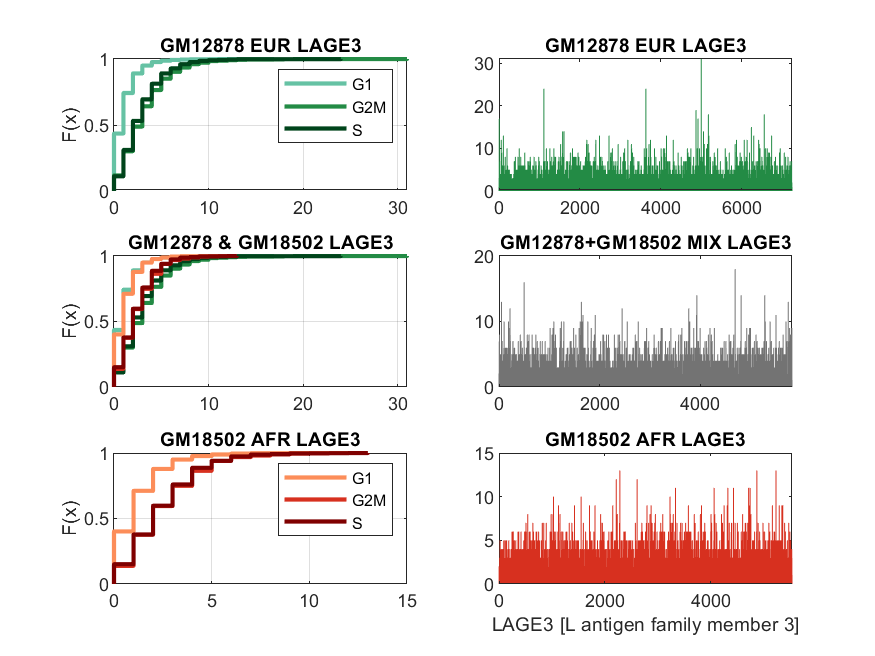 GM12878 EUR LAGE3
1
0.5
0
F(x)
0 10 20 30
G1
G2M
S
GM12878 EUR LAGE3
30
20
10
0
0 2000 4000 6000
GM12878 & GM18502 LAGE3
1
0.5
0
F(x)
0 10 20 30
GM12878+GM18502 MIX LAGE3
20
10
0
0 2000 4000
GM18502 AFR LAGE3
1
0.5
0
F(x)
0 5 10 15
G1
G2M
S
GM18502 AFR LAGE3
15
10
5
0
0 2000 4000
LAGE3 [L antigen family member 3]